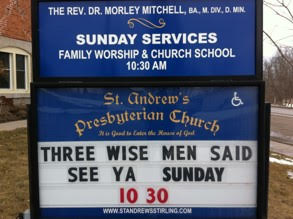 THE REV. DR. MORLEY MITCHELL, BA., M. DIV., D. MIN.
SUNDAY SERVICES
FAMILY WORSHIP & CHURCH SCHOOL
10:30 AM
St. Andrew's
Presbyterian Church
It is Good to Enter the House of God
THREE WISE MEN SAID
SEE YA SUNDAY
10 30
WWW.STANDREWSSTIRLING.COM